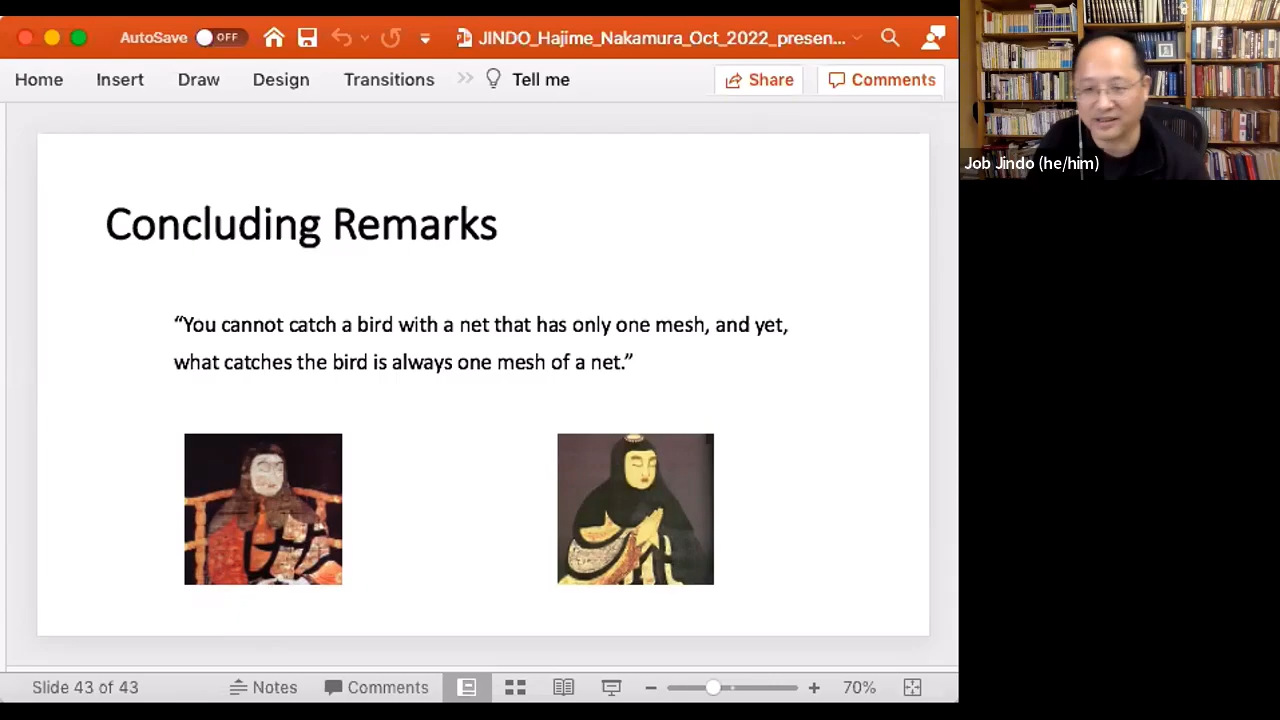 AutoSave OFF JINDO_Hajime_Nakamura_Oct_2022_presen...
Home Insert Draw Design Transitions Tell me Share Comments
Job Jindo (he/him)
Concluding Remarks
“You cannot catch a bird with a net that has only one mesh, and yet,
what catches the bird is always one mesh of a net.”
Slide 43 of 43 Notes Comments 70%